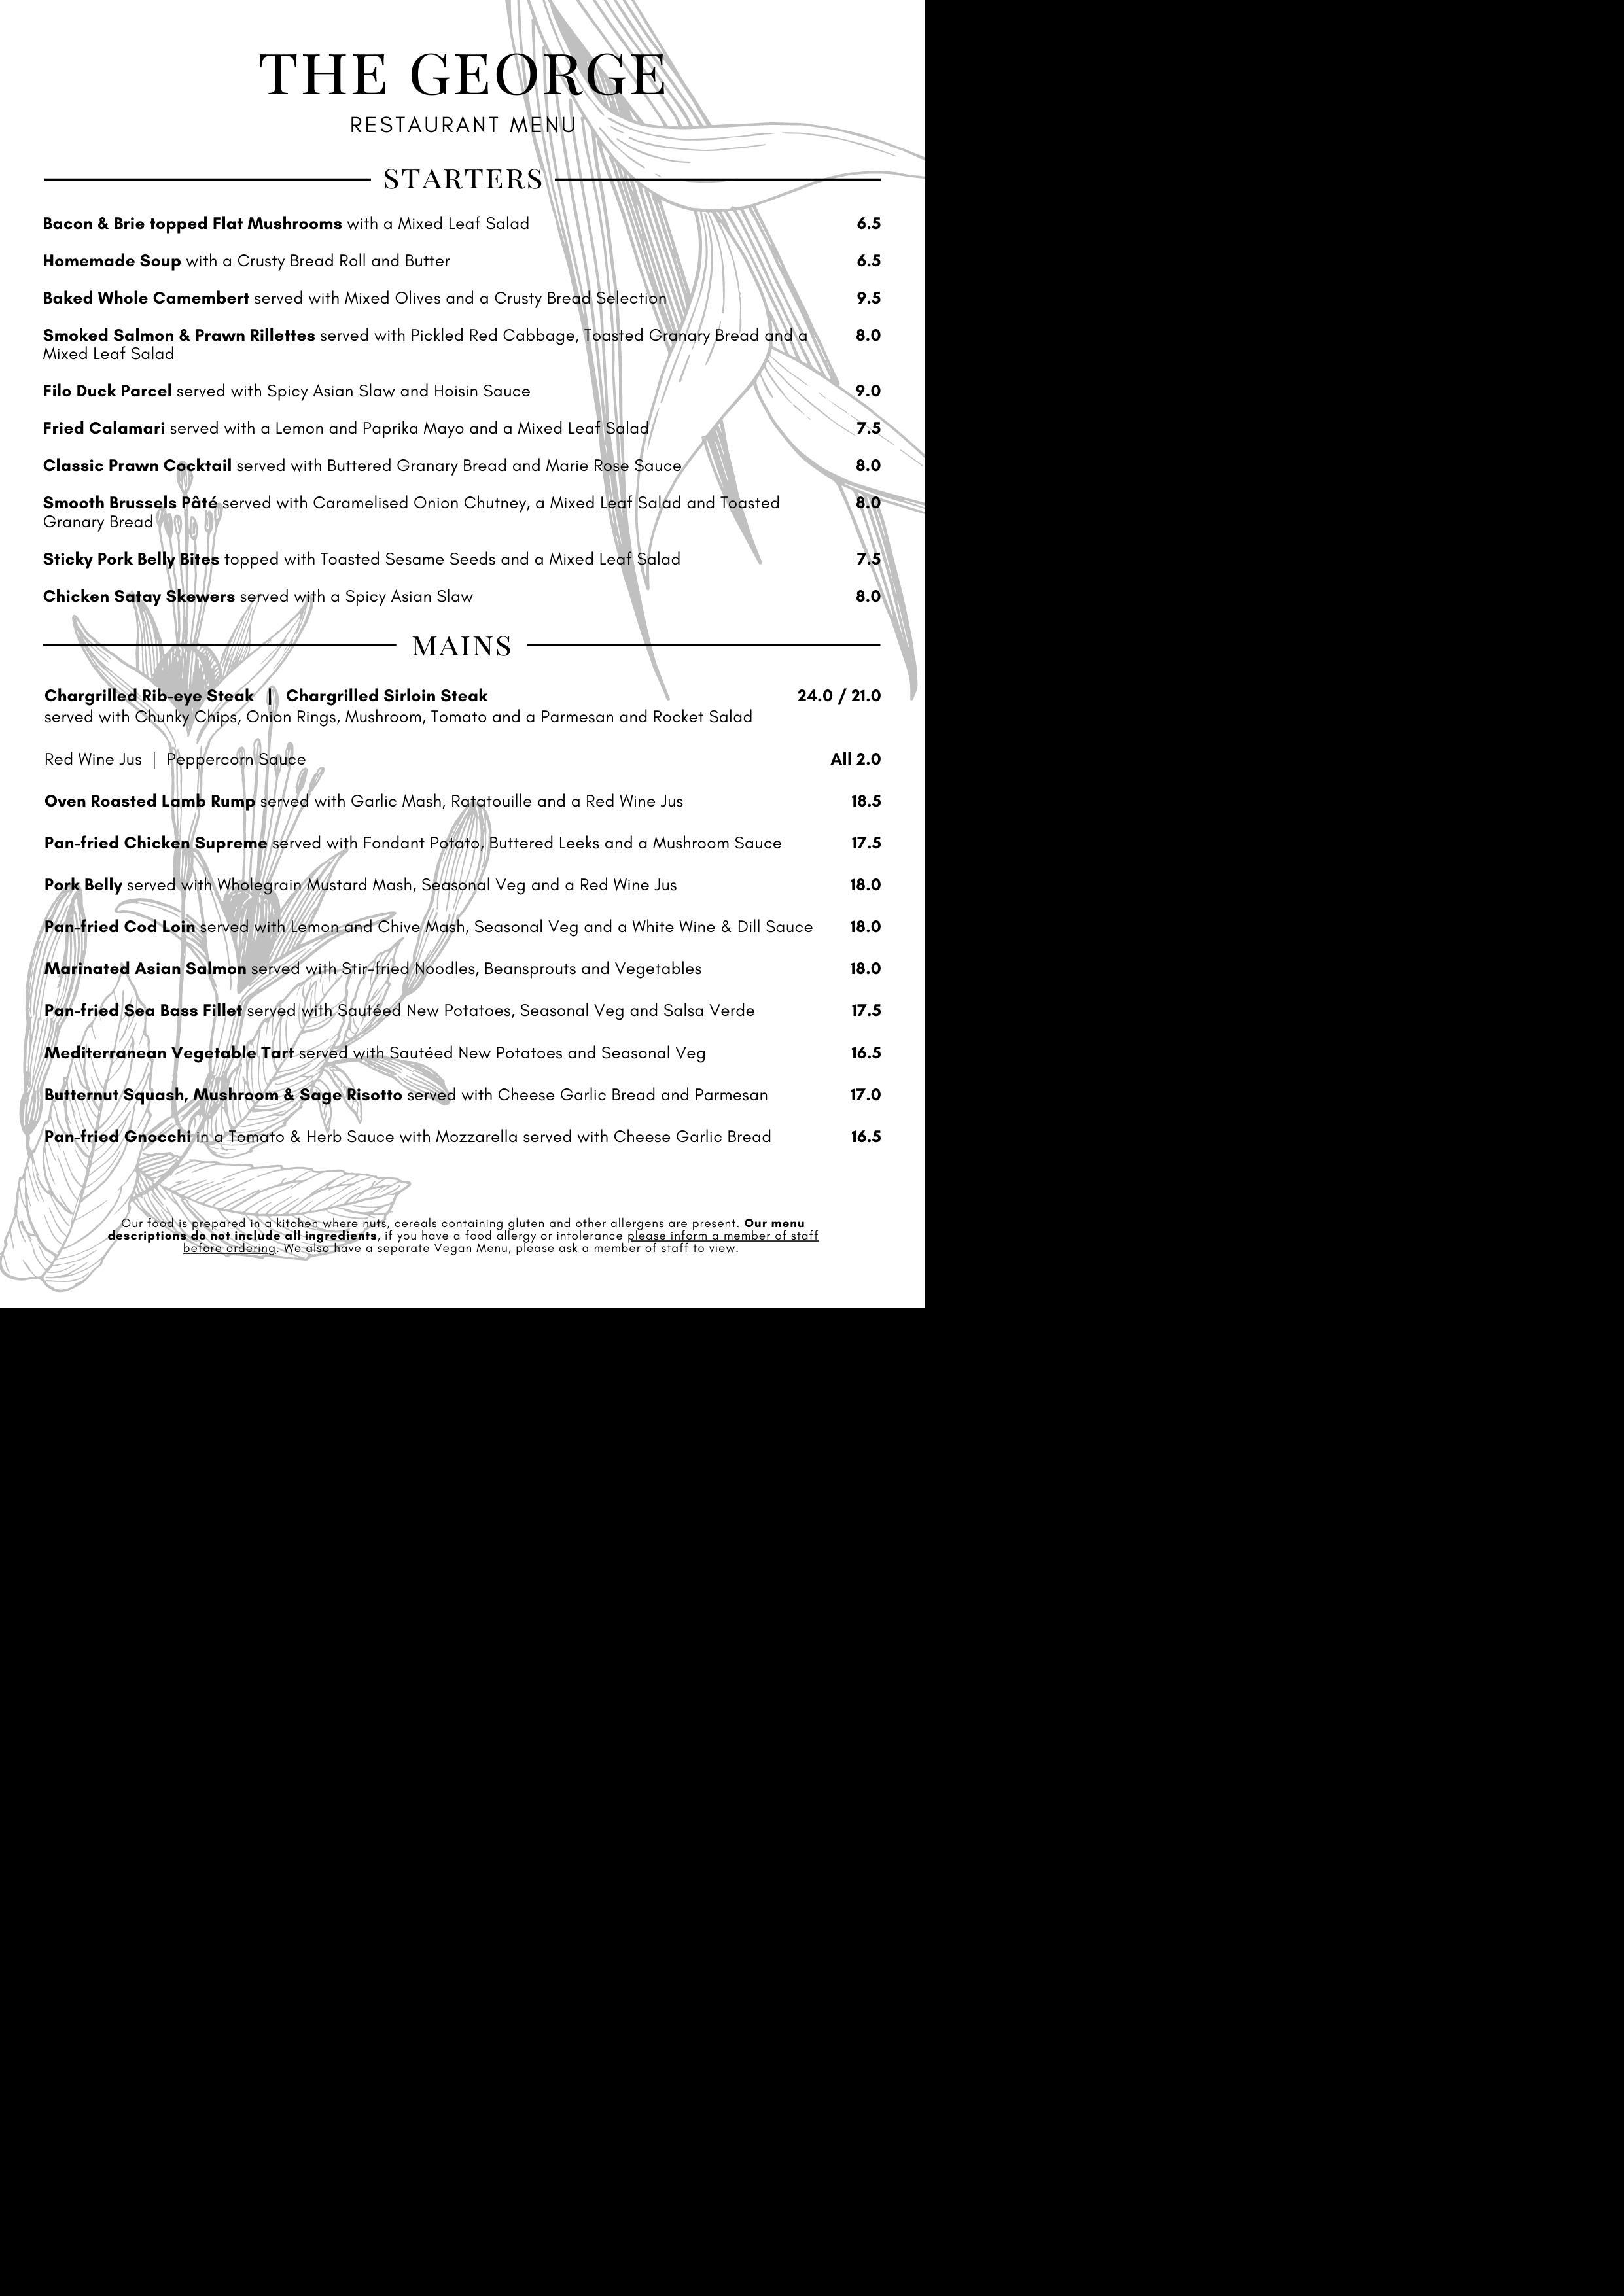 THE GEORGE
RESTAURANT MENU
STARTERS
Bacon & Brie topped Flat Mushrooms with a Mixed Leaf Salad 6.5
Homemade Soup with a Crusty Bread Roll and Butter 6.5
Baked Whole Camembert served with Mixed Olives and a Crusty Bread Selection 9.5
Smoked Salmon & Prawn Rillettes served with Pickled Red Cabbage, Toasted Granary Bread and a 8.0
Mixed Leaf Salad
Filo Duck Parcel served with Spicy Asian Slaw and Hoisin Sauce 9.0
Fried Calamari served with a Lemon and Paprika Mayo and a Mixed Leaf Salad 7.5
Classic Prawn Cocktail served with Buttered Granary Bread and Marie Rose Sauce 8.0
Smooth Brussels Pâté served with Caramelised Onion Chutney, a Mixed Leaf Salad and Toasted 8.0
Granary Bread
Sticky Pork Belly Bites topped with Toasted Sesame Seeds and a Mixed Leaf Salad 7.5
Chicken Satay Skewers served with a Spicy Asian Slaw 8.0
MAINS
Chargrilled Rib-eye Steak | Chargrilled Sirloin Steak 24.0 / 21.0
served with Chunky Chips, Onion Rings, Mushroom, Tomato and a Parmesan and Rocket Salad
Red Wine Jus | Peppercorn Sauce All 2.0
Oven Roasted Lamb Rump served with Garlic Mash, Ratatouille and a Red Wine Jus 18.5
Pan-fried Chicken Supreme served with Fondant Potato, Buttered Leeks and a Mushroom Sauce 17.5
Pork Belly served with Wholegrain Mustard Mash, Seasonal Veg and a Red Wine Jus 18.0
Pan-fried Cod Loin served with Lemon and Chive Mash, Seasonal Veg and a White Wine & Dill Sauce 18.0
Marinated Asian Salmon served with Stir-fried Noodles, Beansprouts and Vegetables 18.0
Pan-fried Sea Bass Fillet served with Sautéed New Potatoes, Seasonal Veg and Salsa Verde 17.5
Mediterranean Vegetable Tart served with Sautéed New Potatoes and Seasonal Veg 16.5
Butternut Squash, Mushroom & Sage Risotto served with Cheese Garlic Bread and Parmesan 17.0
Pan-fried Gnocchi in a Tomato & Herb Sauce with Mozzarella served with Cheese Garlic Bread 16.5
Our food is prepared in a kitchen where nuts, cereals containing gluten and other allergens are present. Our menu
descriptions do not include all ingredients, if you have a food allergy or intolerance please inform a member of staff
before ordering. We also have a separate Vegan Menu, please ask a member of staff to view.